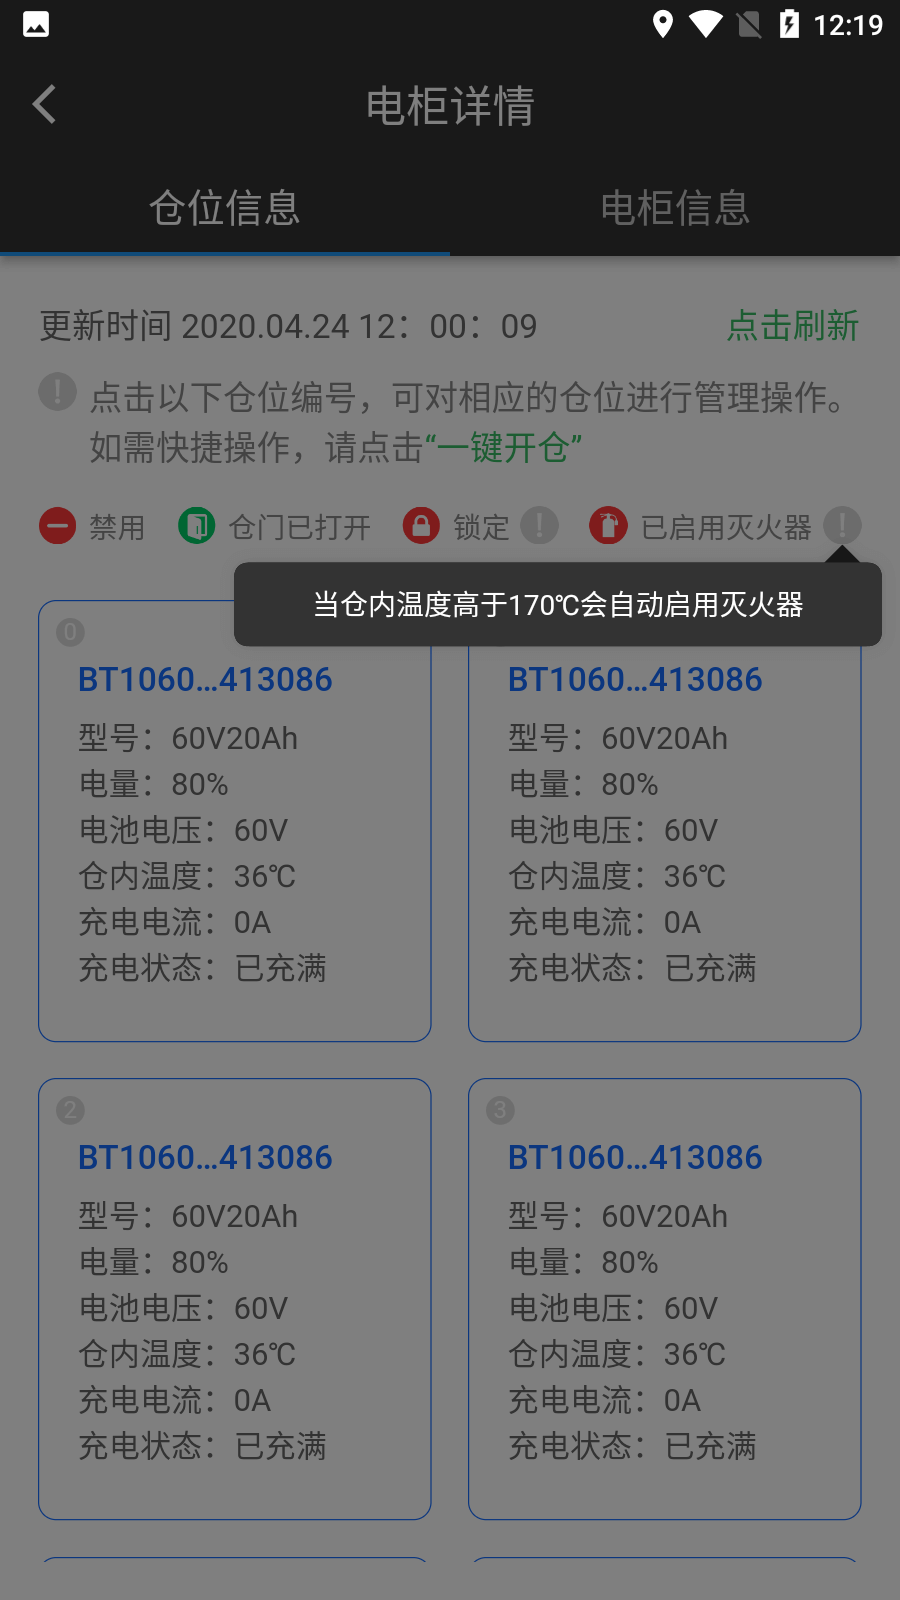 12:19
电柜详情
仓位信息 电柜信息
更新时间 2020.04.24 12：00：09 点击刷新
! 点击以下仓位编号，可对相应的仓位进行管理操作。
如需快捷操作，请点击“一键开仓”
禁用 仓门已打开 锁定 ! 已启用灭火器 !
当仓内温度高于170℃会自动启用灭火器
0
BT1060...413086
型号：60V20Ah
电量：80%
电池电压：60V
仓内温度：36℃
充电电流：0A
充电状态：已充满
BT1060...413086
型号：60V20Ah
电量：80%
电池电压：60V
仓内温度：36℃
充电电流：0A
充电状态：已充满
2
BT1060...413086
型号：60V20Ah
电量：80%
电池电压：60V
仓内温度：36℃
充电电流：0A
充电状态：已充满
3
BT1060...413086
型号：60V20Ah
电量：80%
电池电压：60V
仓内温度：36℃
充电电流：0A
充电状态：已充满